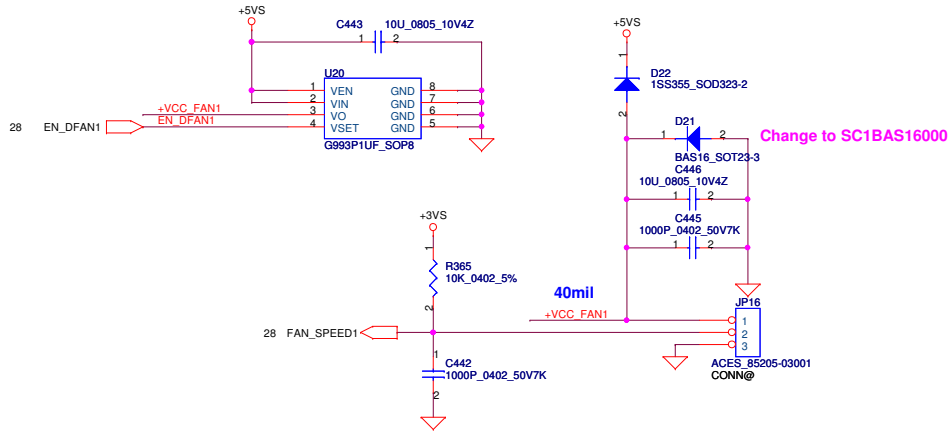 +5VS
C443
10U_0805_10V4Z
1
2
U20
1 VEN GND 8
2 VIN GND 7
3 VO GND 6
4 VSET GND 5
G993P1UF_SOP8
+VCC_FAN1
28 EN_DFAN1
EN_DFAN1
+5VS
1
D22
1SS355_SOD323-2
2
D21
1
2
Change to SC1BAS16000
BAS16_SOT23-3
C446
10U_0805_10V4Z
1
2
C445
1000P_0402_50V7K
1
2
+3VS
1
R365
10K_0402_5%
2
40mil
+VCC_FAN1
28 FAN_SPEED1
JP16
1
2
3
ACES_85205-03001
CONN@
1
C442
1000P_0402_50V7K
2